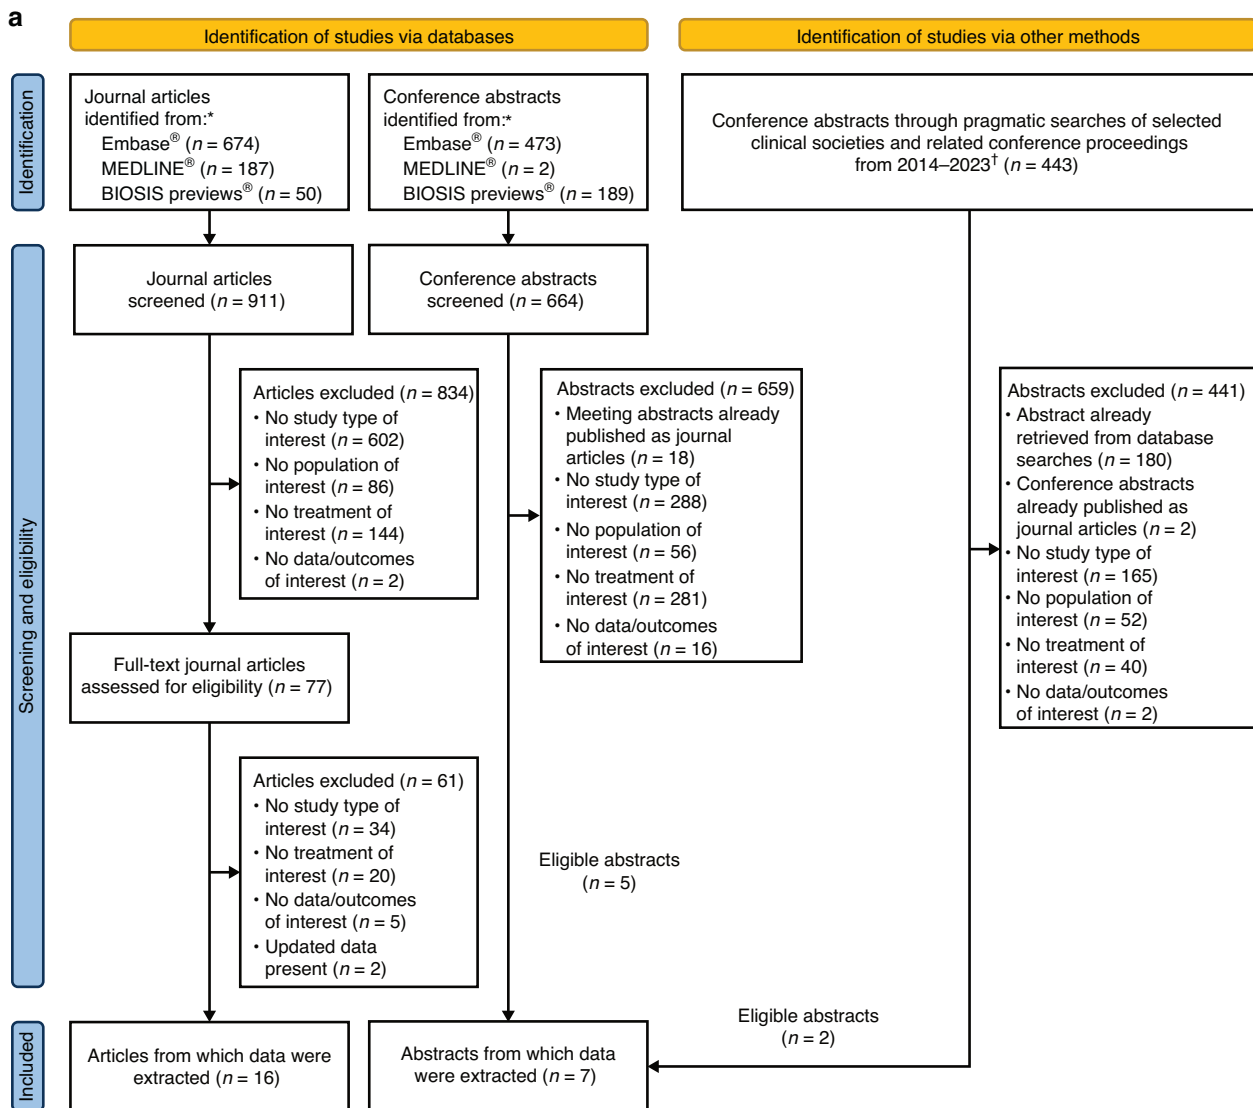 a
Identification of studies via databases
Identification of studies via other methods
Identification
Journal articles
identified from:*
Embase® (n = 674)
MEDLINE® (n = 187)
BIOSIS previews® (n = 50)
Conference abstracts
identified from:*
Embase® (n = 473)
MEDLINE® (n = 2)
BIOSIS previews® (n = 189)
Conference abstracts through pragmatic searches of selected
clinical societies and related conference proceedings
from 2014–2023† (n = 443)
Screening and eligibility
Journal articles
screened (n = 911)
Conference abstracts
screened (n = 664)
Articles excluded (n = 834)
• No study type of
interest (n = 602)
• No population of
interest (n = 86)
• No treatment of
interest (n = 144)
• No data/outcomes
of interest (n = 2)
Abstracts excluded (n = 659)
• Meeting abstracts already
published as journal
articles (n = 18)
• No study type of
interest (n = 288)
• No population of
interest (n = 56)
• No treatment of
interest (n = 281)
• No data/outcomes
of interest (n = 16)
Abstracts excluded (n = 441)
• Abstract already
retrieved from database
searches (n = 180)
• Conference abstracts
already published as
journal articles (n = 2)
• No study type of
interest (n = 165)
• No population of
interest (n = 52)
• No treatment of
interest (n = 40)
• No data/outcomes
of interest (n = 2)
Full-text journal articles
assessed for eligibility (n = 77)
Articles excluded (n = 61)
• No study type of
interest (n = 34)
• No treatment of
interest (n = 20)
• No data/outcomes
of interest (n = 5)
• Updated data
present (n = 2)
Eligible abstracts
(n = 5)
Eligible abstracts
(n = 2)
Included
Articles from which data were
extracted (n = 16)
Abstracts from which data
were extracted (n = 7)